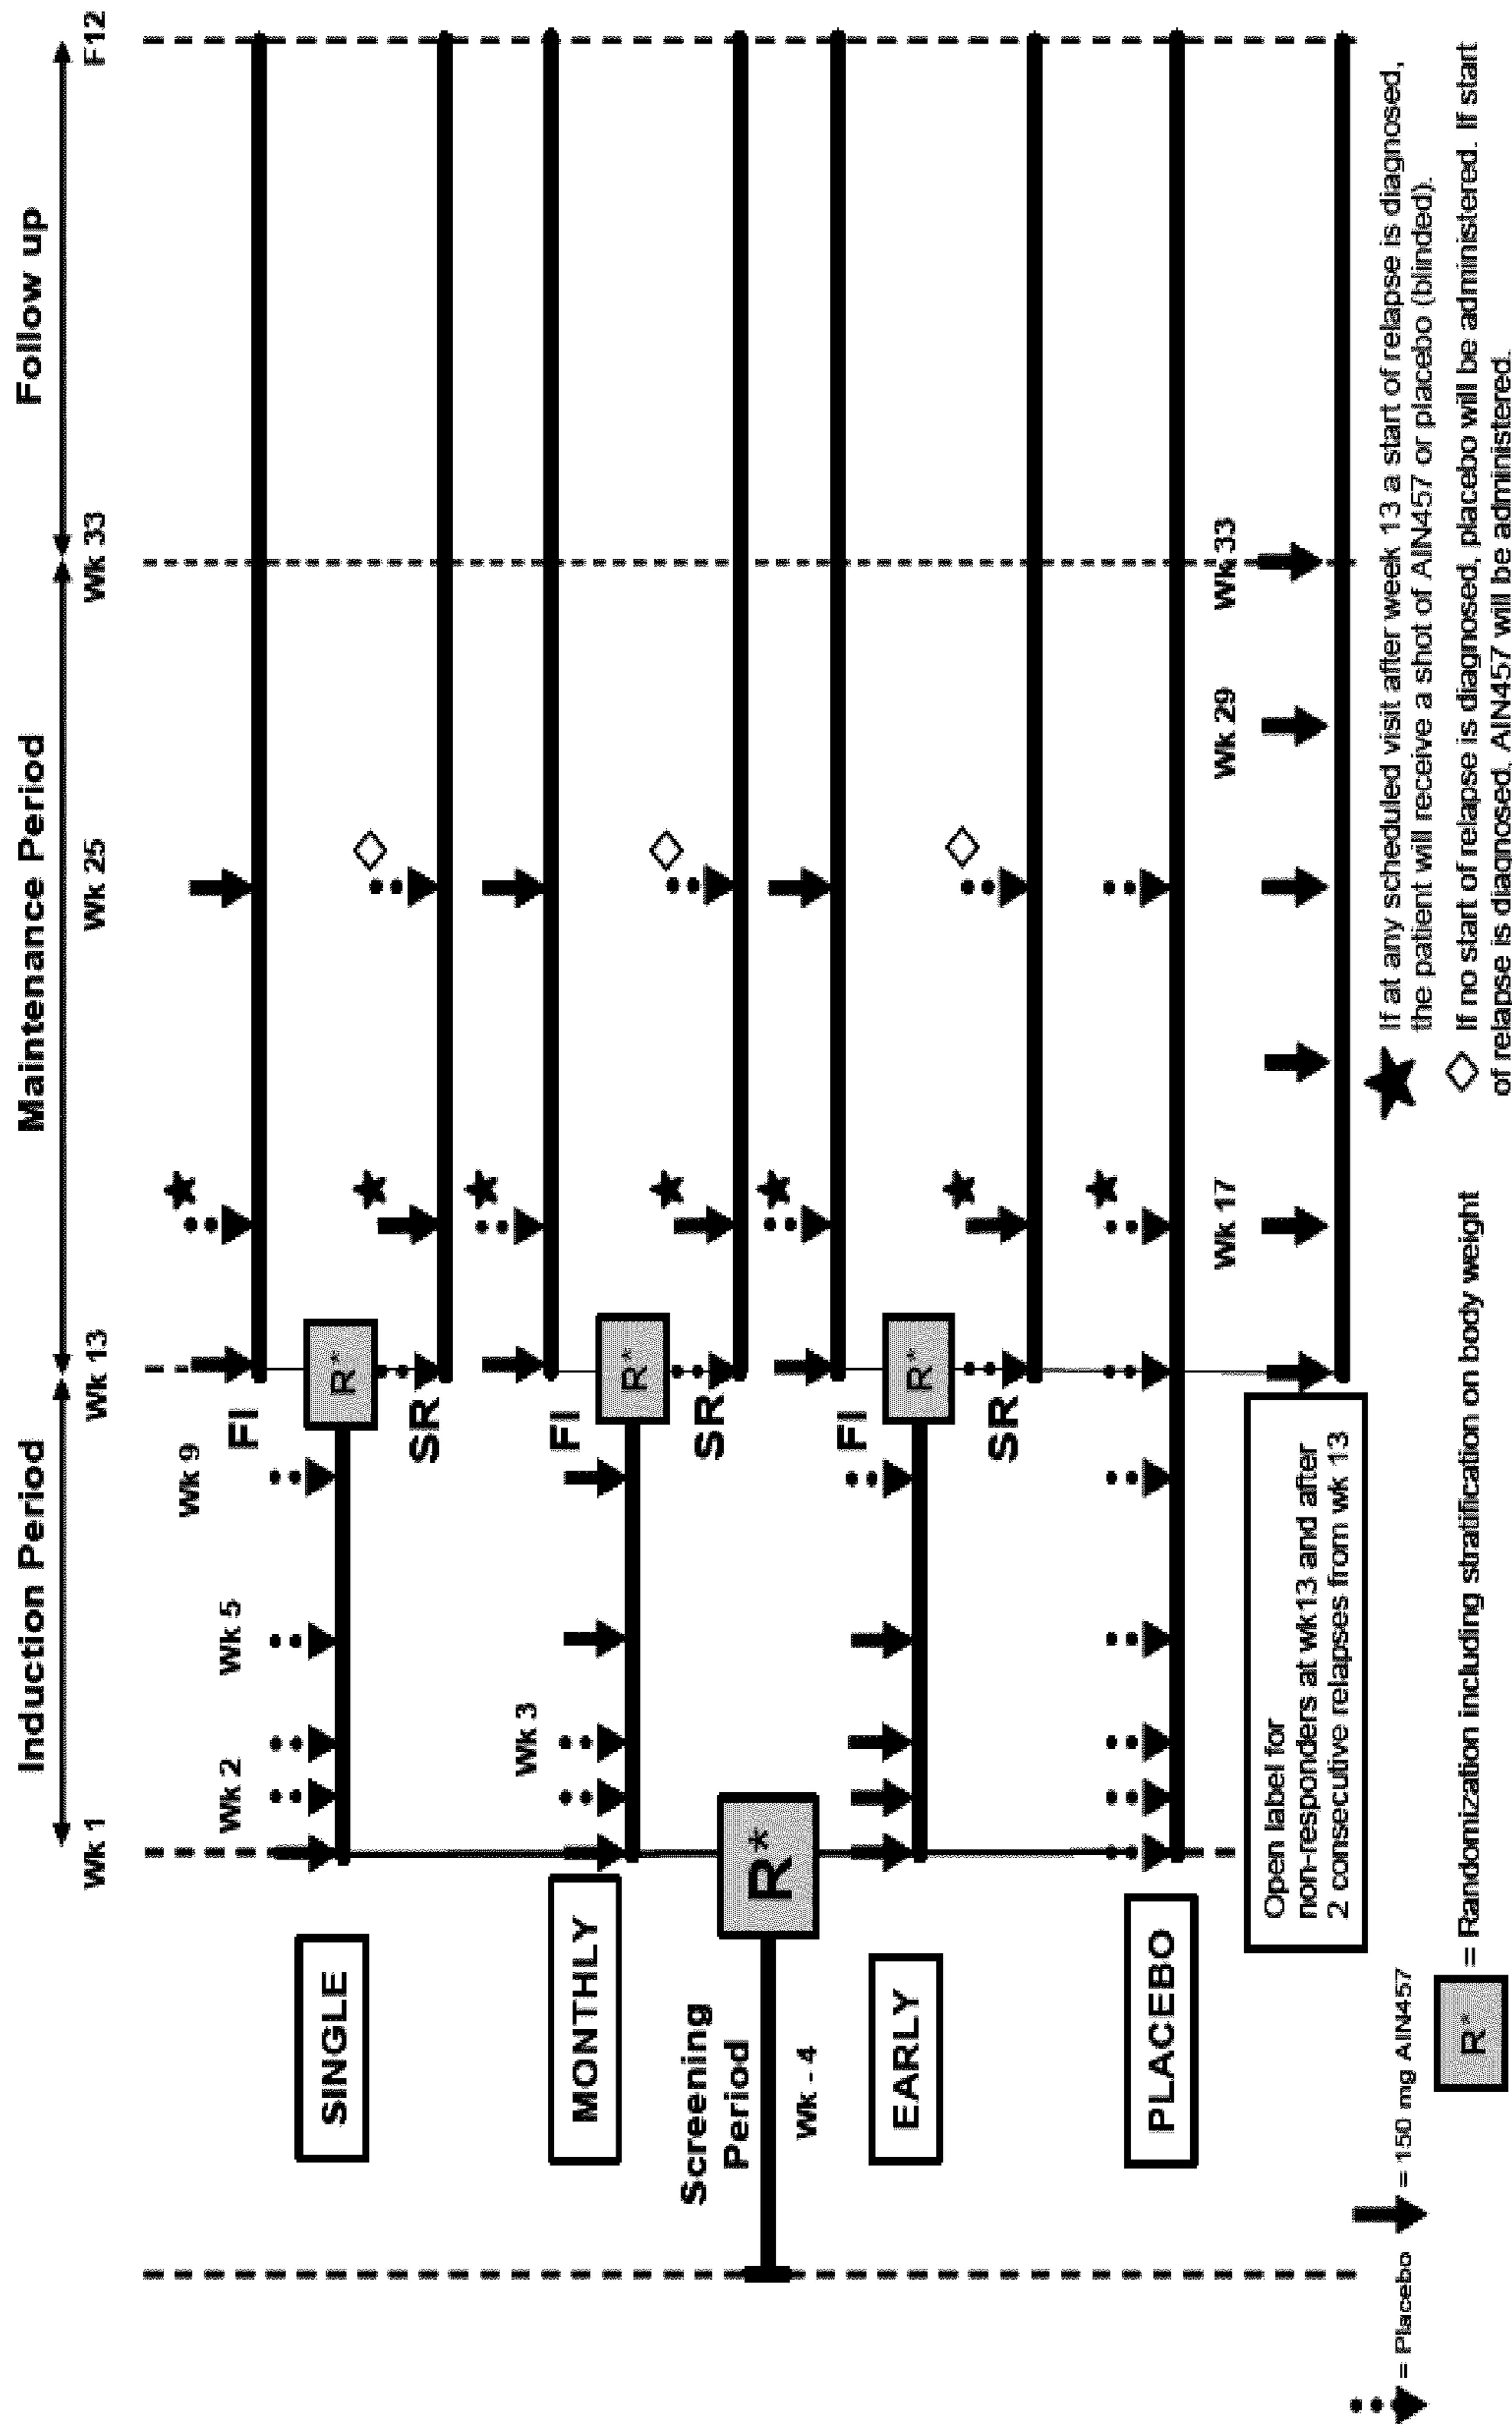 Induction Period
Maintenance Period
Follow up
Wk 1
Wk 13
Wk 25
Wk 33
F12
Wk 2
Wk 5
Wk 9
FI
R*
SR
SINGLE
Wk 3
FI
R*
SR
MONTHLY
Screening
Period
Wk - 4
R*
FI
R*
SR
EARLY
PLACEBO
Wk 17
Wk 29
Wk 33
Open label for
non-responders at wk13 and after
2 consecutive relapses from wk 13
= Placebo
= 150 mg AIN457
R*
= Randomization including stratification on body weight
If at any scheduled visit after week 13 a start of relapse is diagnosed,
the patient will receive a shot of AIN457 or placebo (blinded).
If no start of relapse is diagnosed, placebo will be administered. If start
of relapse is diagnosed, AIN457 will be administered.